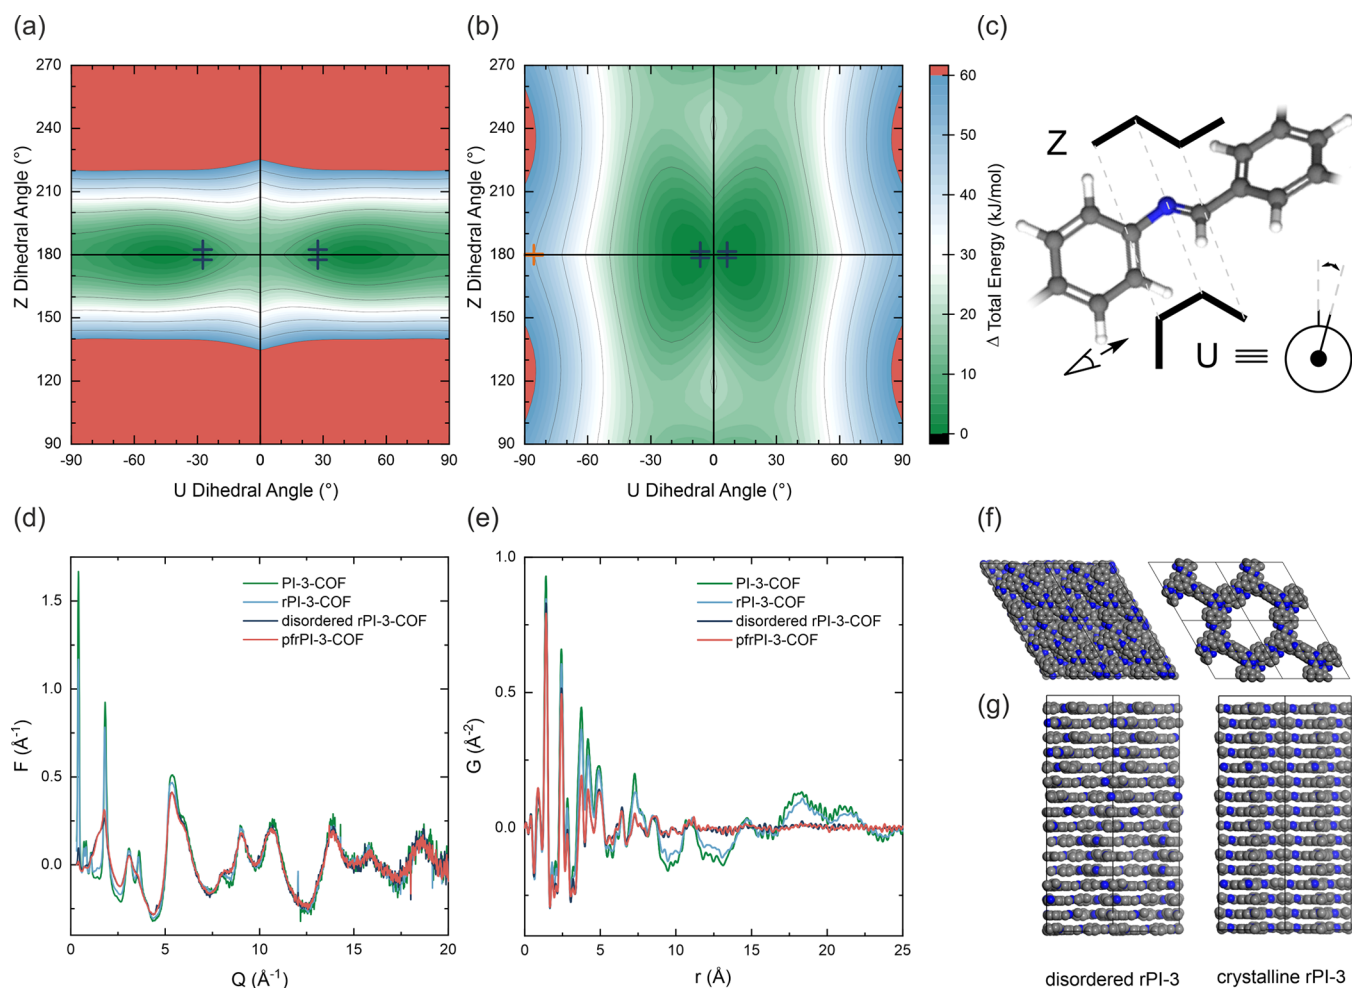 (a)
(b)
(c)
270
240
210
180
150
120
90
Z Dihedral Angle (°)
-90
-60
-30
0
30
60
90
U Dihedral Angle (°)
270
240
210
180
150
120
90
Z Dihedral Angle (°)
-90
-60
-30
0
30
60
90
U Dihedral Angle (°)
60
50
40
30
20
10
0
Δ Total Energy (kJ/mol)
Z
U
(d)
(e)
(f)
(g)
1.5
1.0
0.5
0.0
F (Å-1)
0
5
10
15
20
Q (Å-1)
PI-3-COF
rPI-3-COF
disordered rPI-3-COF
pfrPI-3-COF
1.0
0.5
0.0
G (Å-2)
0
5
10
15
20
25
r (Å)
PI-3-COF
rPI-3-COF
disordered rPI-3-COF
pfrPI-3-COF
disordered rPI-3
crystalline rPI-3